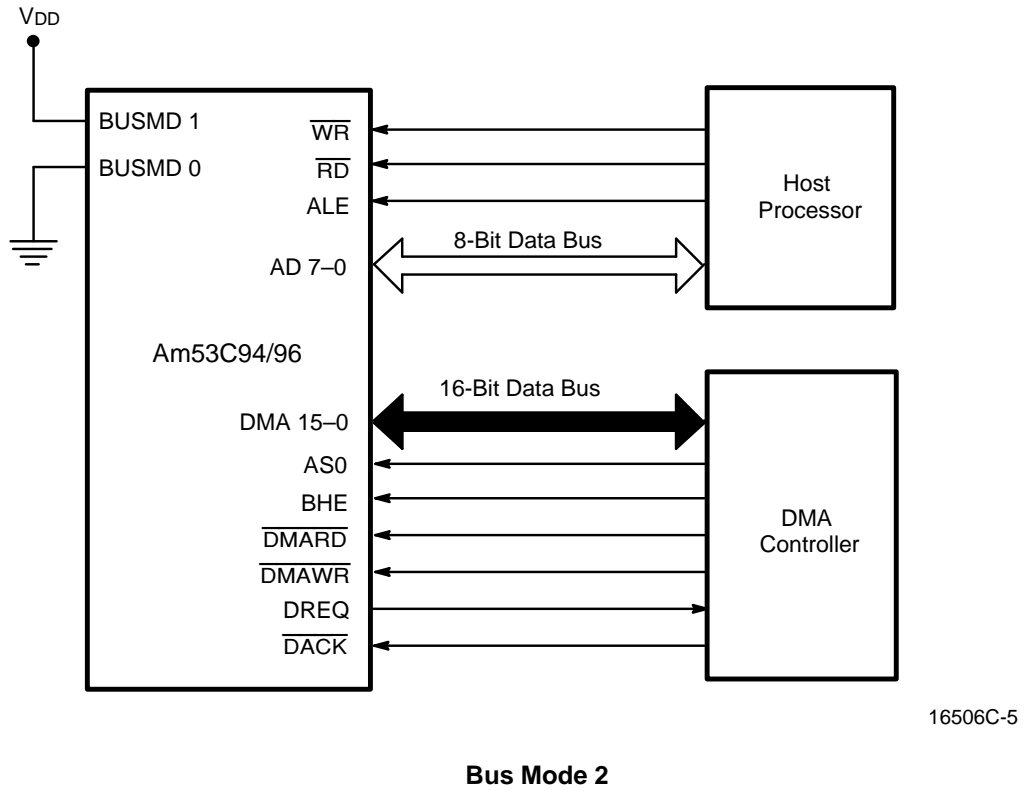 VDD
BUSMD 1
BUSMD 0
WR
RD
ALE
AD 7–0
8-Bit Data Bus
Host
Processor
Am53C94/96
16-Bit Data Bus
DMA 15–0
AS0
BHE
DMARD
DMAWR
DREQ
DACK
DMA
Controller
16506C-5
Bus Mode 2